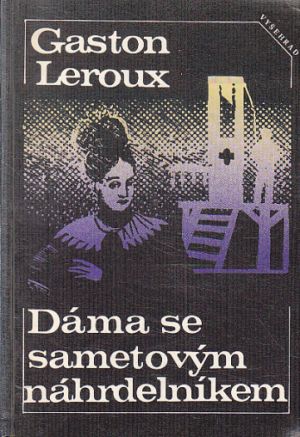 Gaston
Leroux
VYŠEHRAD
Dáma se
sametovým
náhrdelníkem